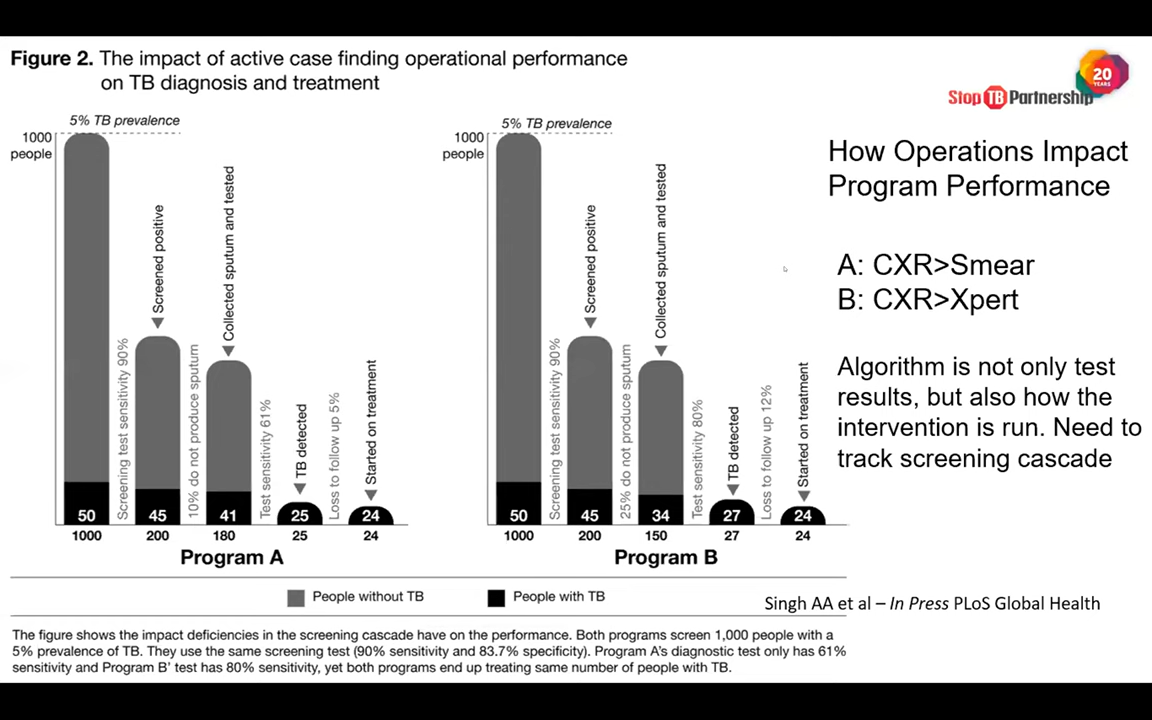 Figure 2. The impact of active case finding operational performance
on TB diagnosis and treatment
5% TB prevalence
1000
people
Screening test sensitivity 90%
Screened positive
10% do not produce sputum
Collected sputum and tested
Test sensitivity 61%
TB detected
Loss to follow up 5%
Started on treatment
50
45
41
25
24
1000
200
180
25
24
Program A
5% TB prevalence
1000
people
Screening test sensitivity 90%
Screened positive
25% do not produce sputum
Collected sputum and tested
Test sensitivity 80%
TB detected
Loss to follow up 12%
Started on treatment
50
45
34
27
24
1000
200
150
27
24
Program B
People without TB
People with TB
The figure shows the impact deficiencies in the screening cascade have on the performance. Both programs screen 1,000 people with a
5% prevalence of TB. They use the same screening test (90% sensitivity and 83.7% specificity). Program A's diagnostic test only has 61%
sensitivity and Program B' test has 80% sensitivity, yet both programs end up treating same number of people with TB.
Stop TB Partnership
20
YEARS
How Operations Impact
Program Performance
A: CXR>Smear
B: CXR>Xpert
Algorithm is not only test
results, but also how the
intervention is run. Need to
track screening cascade
Singh AA et al – In Press PLoS Global Health